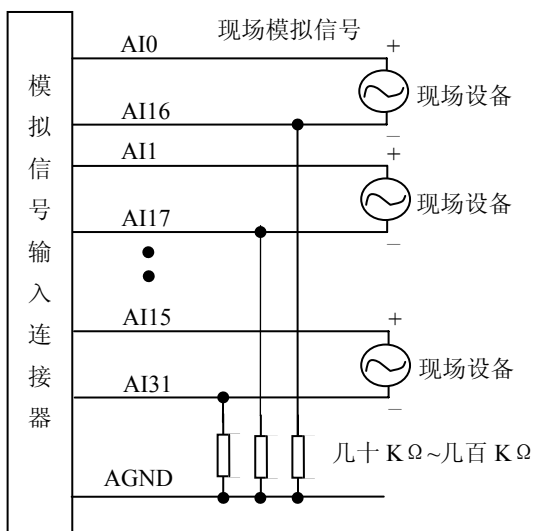 现场模拟信号
AI0
+
现场设备
AI16
–
AI1
+
现场设备
AI17
–
AI15
+
现场设备
AI31
–
几十 KΩ~几百 KΩ
AGND
模拟信号输入连接器